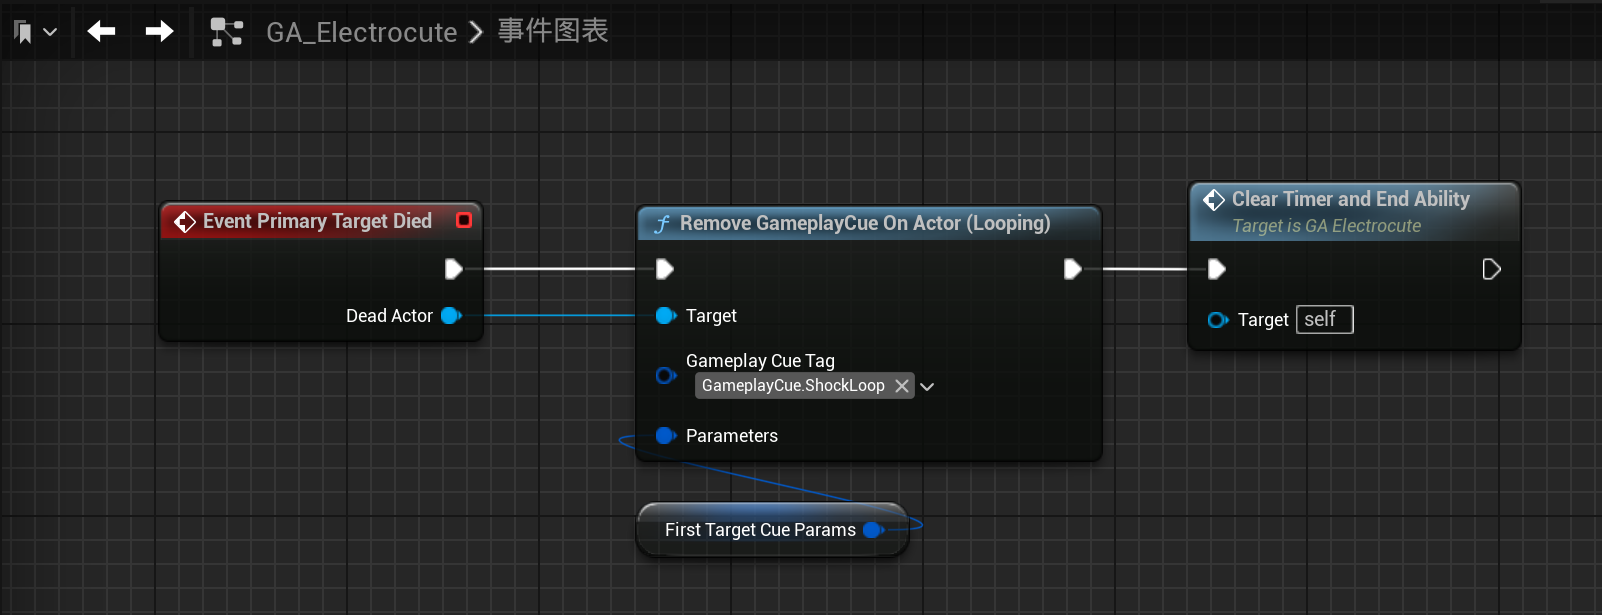 GA_Electrocute > 事件图表
Event Primary Target Died
Dead Actor
Remove GameplayCue On Actor (Looping)
Target
Gameplay Cue Tag
GameplayCue.ShockLoop
Parameters
First Target Cue Params
Clear Timer and End Ability
Target is GA Electrocute
Target self